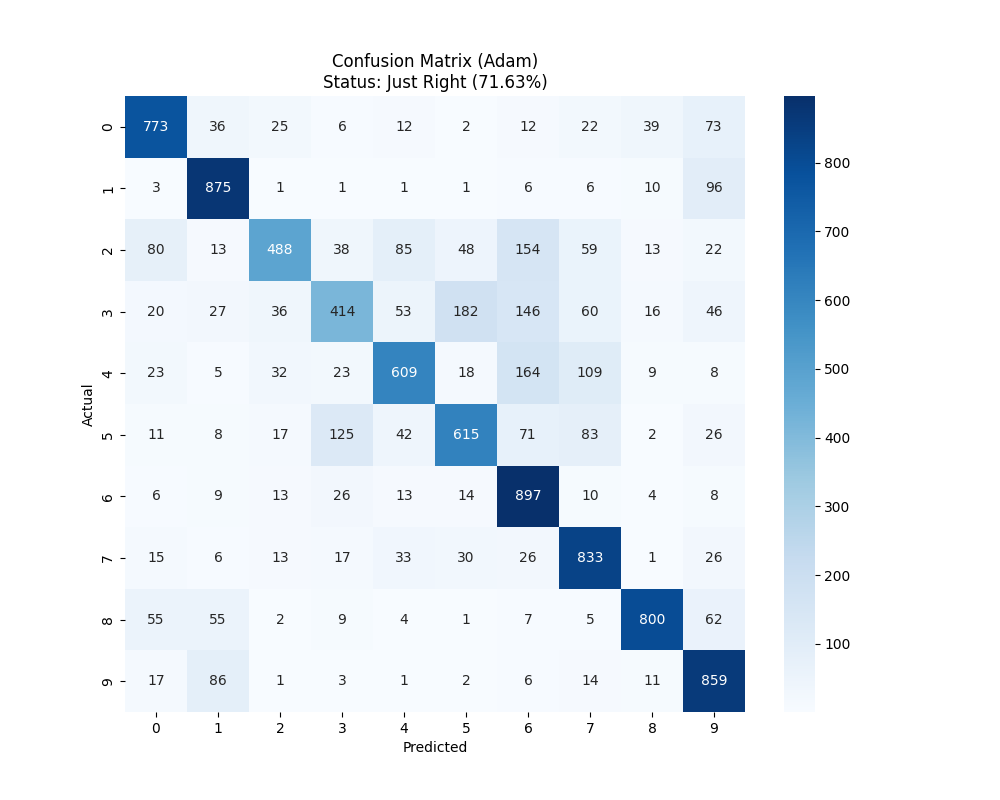 Confusion Matrix (Adam)
Status: Just Right (71.63%)
0 773 36 25 6 12 2 12 22 39 73
1 3 875 1 1 1 1 6 6 10 96
2 80 13 488 38 85 48 154 59 13 22
3 20 27 36 414 53 182 146 60 16 46
4 23 5 32 23 609 18 164 109 9 8
5 11 8 17 125 42 615 71 83 2 26
6 6 9 13 26 13 14 897 10 4 8
7 15 6 13 17 33 30 26 833 1 26
8 55 55 2 9 4 1 7 5 800 62
9 17 86 1 3 1 2 6 14 11 859
0 1 2 3 4 5 6 7 8 9
Predicted
Actual
800
700
600
500
400
300
200
100